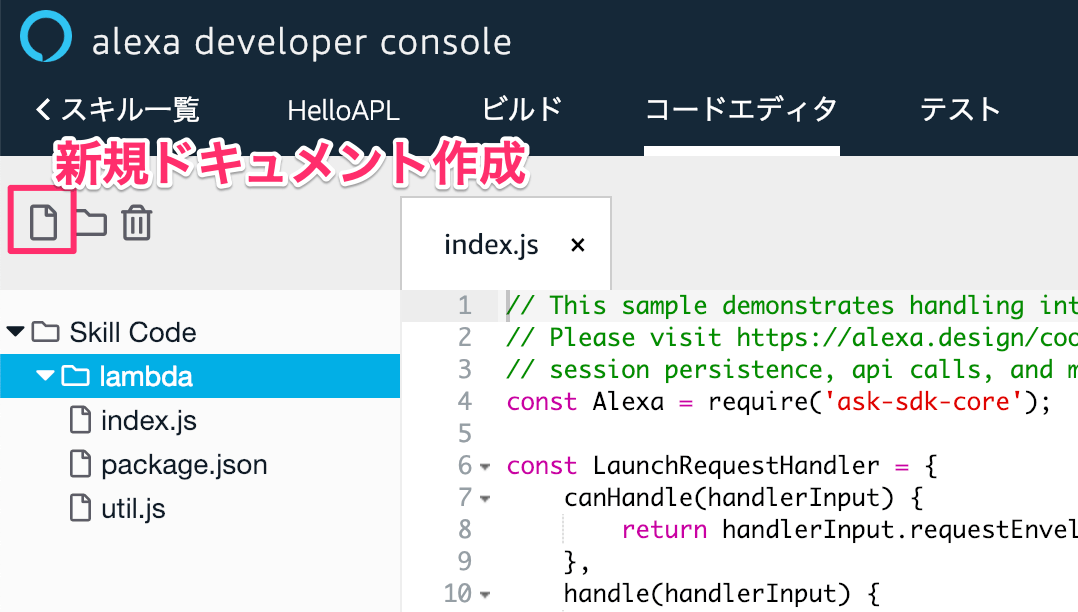 alexa developer console
スキル一覧 HelloAPL ビルド コードエディタ テスト
新規ドキュメント作成
index.js ×
Skill Code
lambda
index.js
package.json
util.js
1 // This sample demonstrates handling int
2 // Please visit https://alexa.design/coo
3 // session persistence, api calls, and m
4 const Alexa = require('ask-sdk-core');
5
6 const LaunchRequestHandler = {
7 canHandle(handlerInput) {
8 return handlerInput.requestEnvel
9 },
10 handle(handlerInput) {